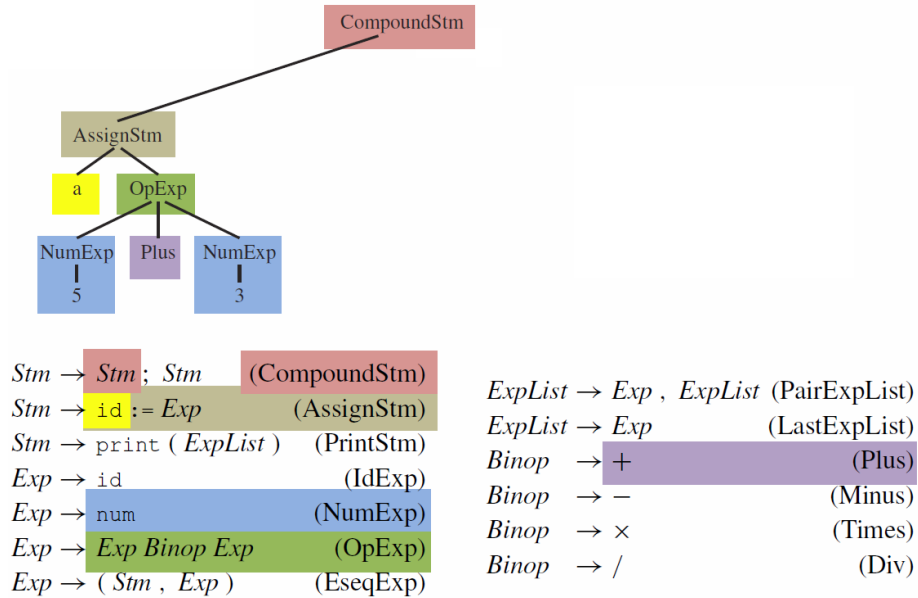 CompoundStm
AssignStm
a OpExp
NumExp Plus NumExp
5 3
Stm → Stm ; Stm (CompoundStm)
Stm → id := Exp (AssignStm)
Stm → print ( ExpList ) (PrintStm)
Exp → id (IdExp)
Exp → num (NumExp)
Exp → Exp Binop Exp (OpExp)
Exp → ( Stm , Exp ) (EseqExp)
ExpList → Exp , ExpList (PairExpList)
ExpList → Exp (LastExpList)
Binop → + (Plus)
Binop → − (Minus)
Binop → × (Times)
Binop → / (Div)